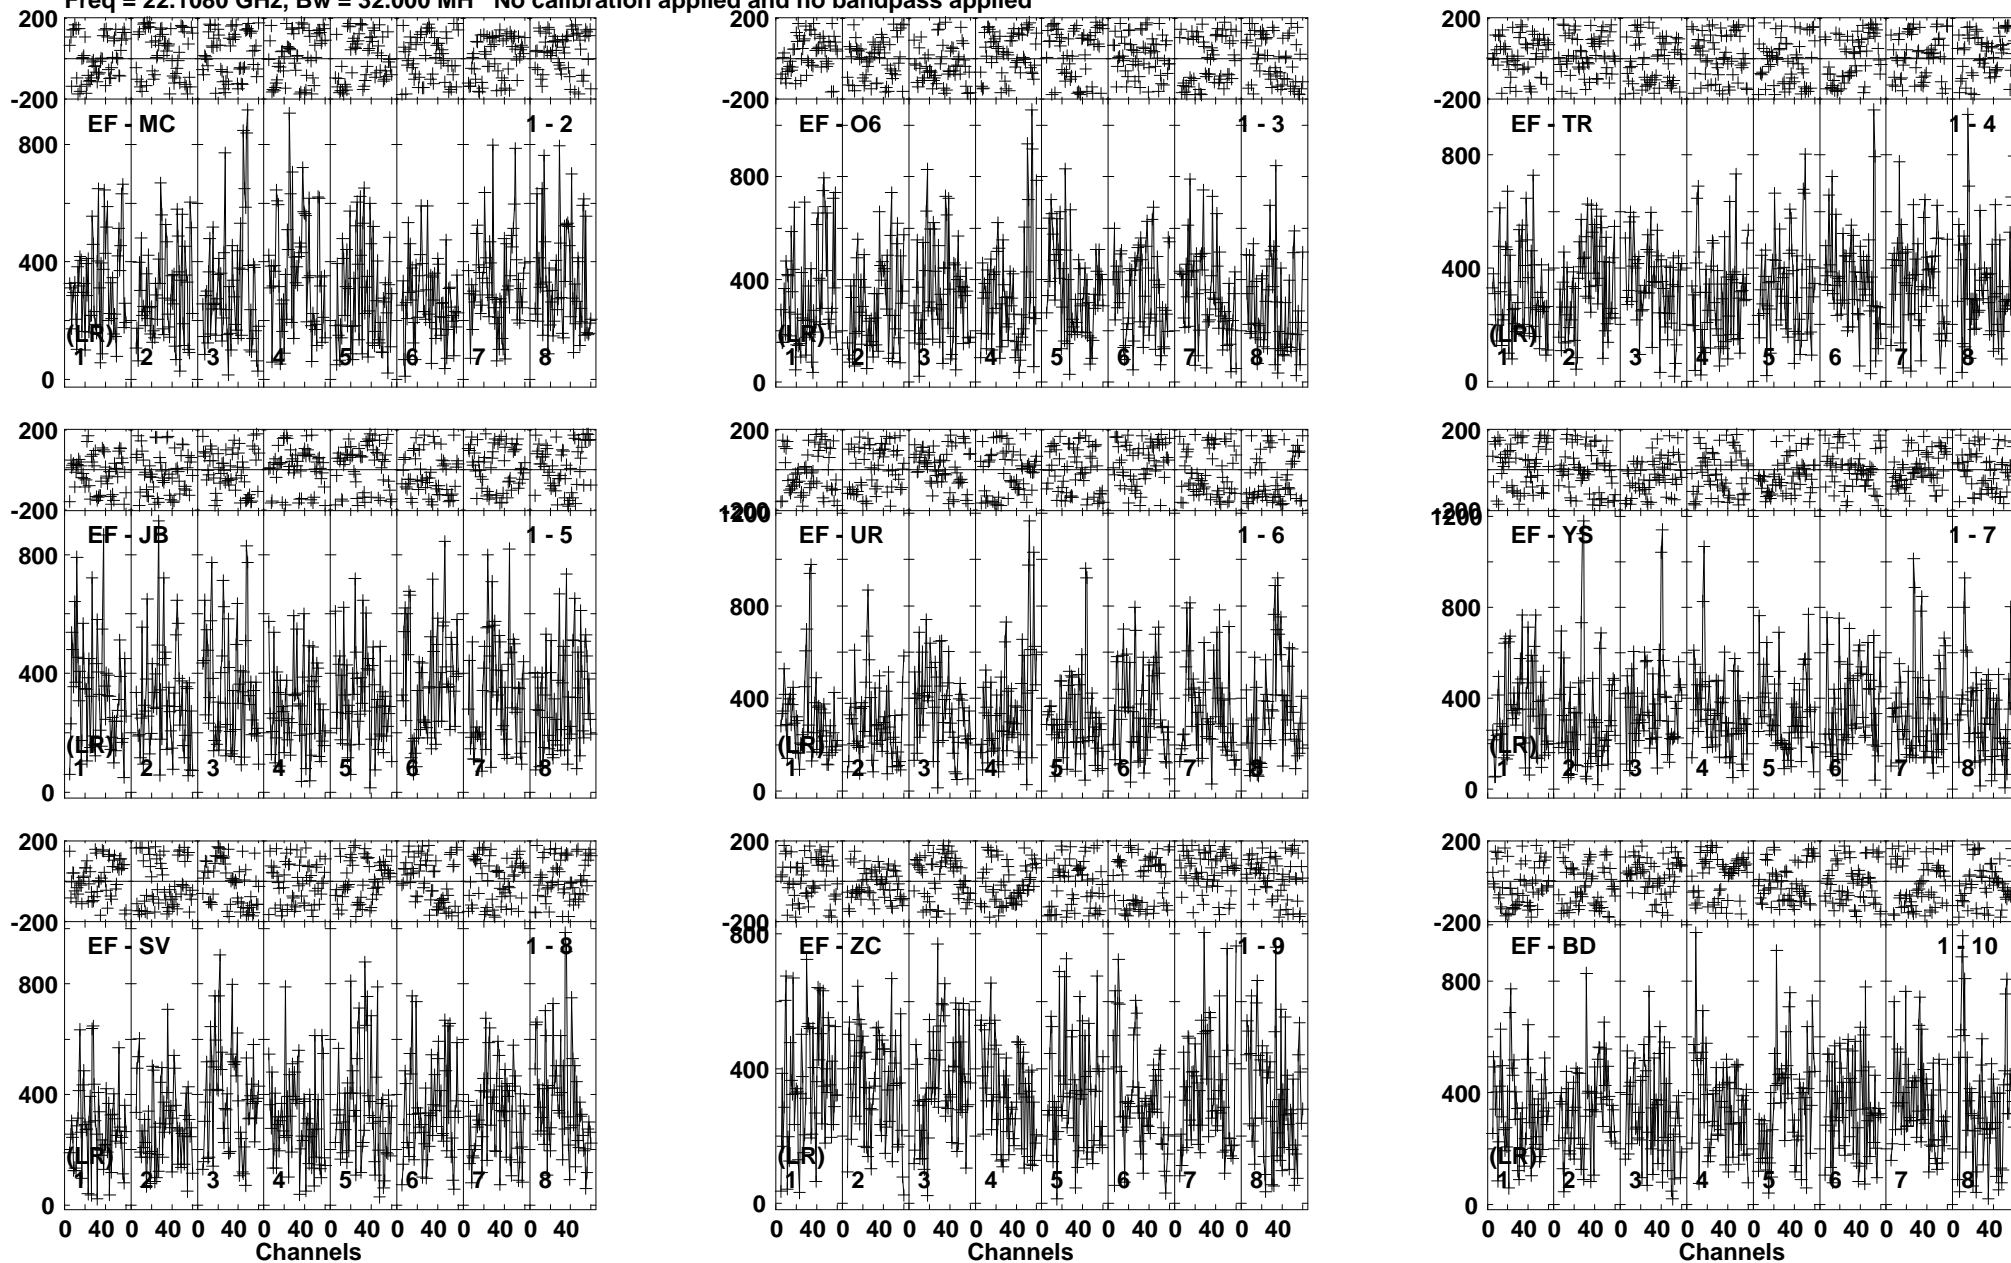 Freq = 22.1080 GHz, Bw = 32.000 MH No calibration applied and no bandpass applied
200 200 200
-200 -200 -200
EF - MC 1 - 2 EF - O6 1 - 3 EF - TR 1 - 4
800 800 800
400 400 400
(LR) (LR) (LR)
1 2 3 4 5 6 7 8 1 2 3 4 5 6 7 8 1 2 3 4 5 6 7 8
0 0 0
200 200 200
-200 -200 -200
1200 1200
EF - JB 1 - 5 EF - UR 1 - 6 EF - YS 1 - 7
800 800 800
400 400 400
(LR) (LR) (LR)
1 2 3 4 5 6 7 8 1 2 3 4 5 6 7 8 1 2 3 4 5 6 7 8
0 0 0
200 200 200
-200 -200 -200
800
EF - SV 1 - 8 EF - ZC 1 - 9 EF - BD 1 - 10
800 800
400 400 400
(LR) (LR) (LR)
1 2 3 4 5 6 7 8 1 2 3 4 5 6 7 8 1 2 3 4 5 6 7 8
0 0 0
0 40 0 40 0 40 0 40 0 40 0 40 0 40 0 40 0 40 0 40 0 40 0 40 0 40 0 40 0 40 0 40 0 40 0 40 0 40 0 40 0 40 0 40 0 40 0 40
Channels Channels